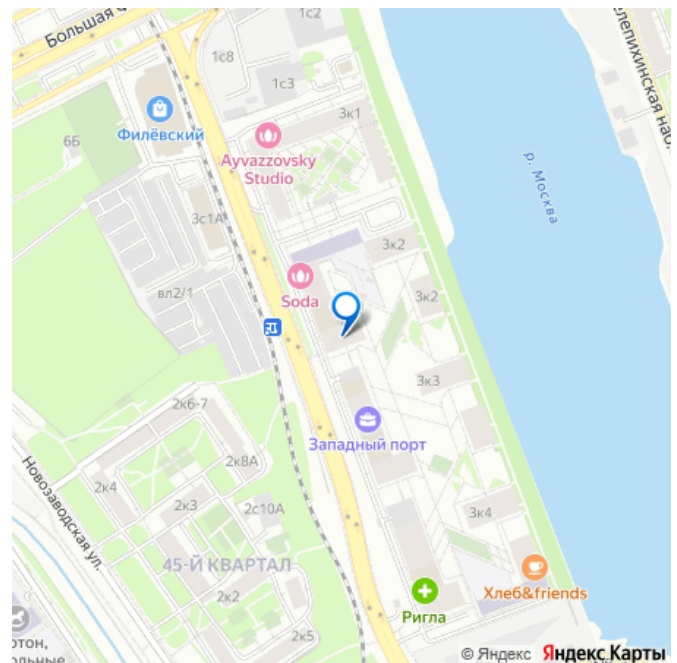 Большая
1с2
1с8
1с3
3к1
6Б
Филёвский
Ayvazzovsky
Studio
р. Москва
3с1А
3к2
вл2/1
Soda
3к2
3к3
2к6-7
Западный порт
2к8А
2к4
2к3
2с10А
3к4
Новозаводская ул.
45-Й КВАРТАЛ
Хлеб&friends
2к2
Ригла
2к5
© Яндекс Яндекс Карты